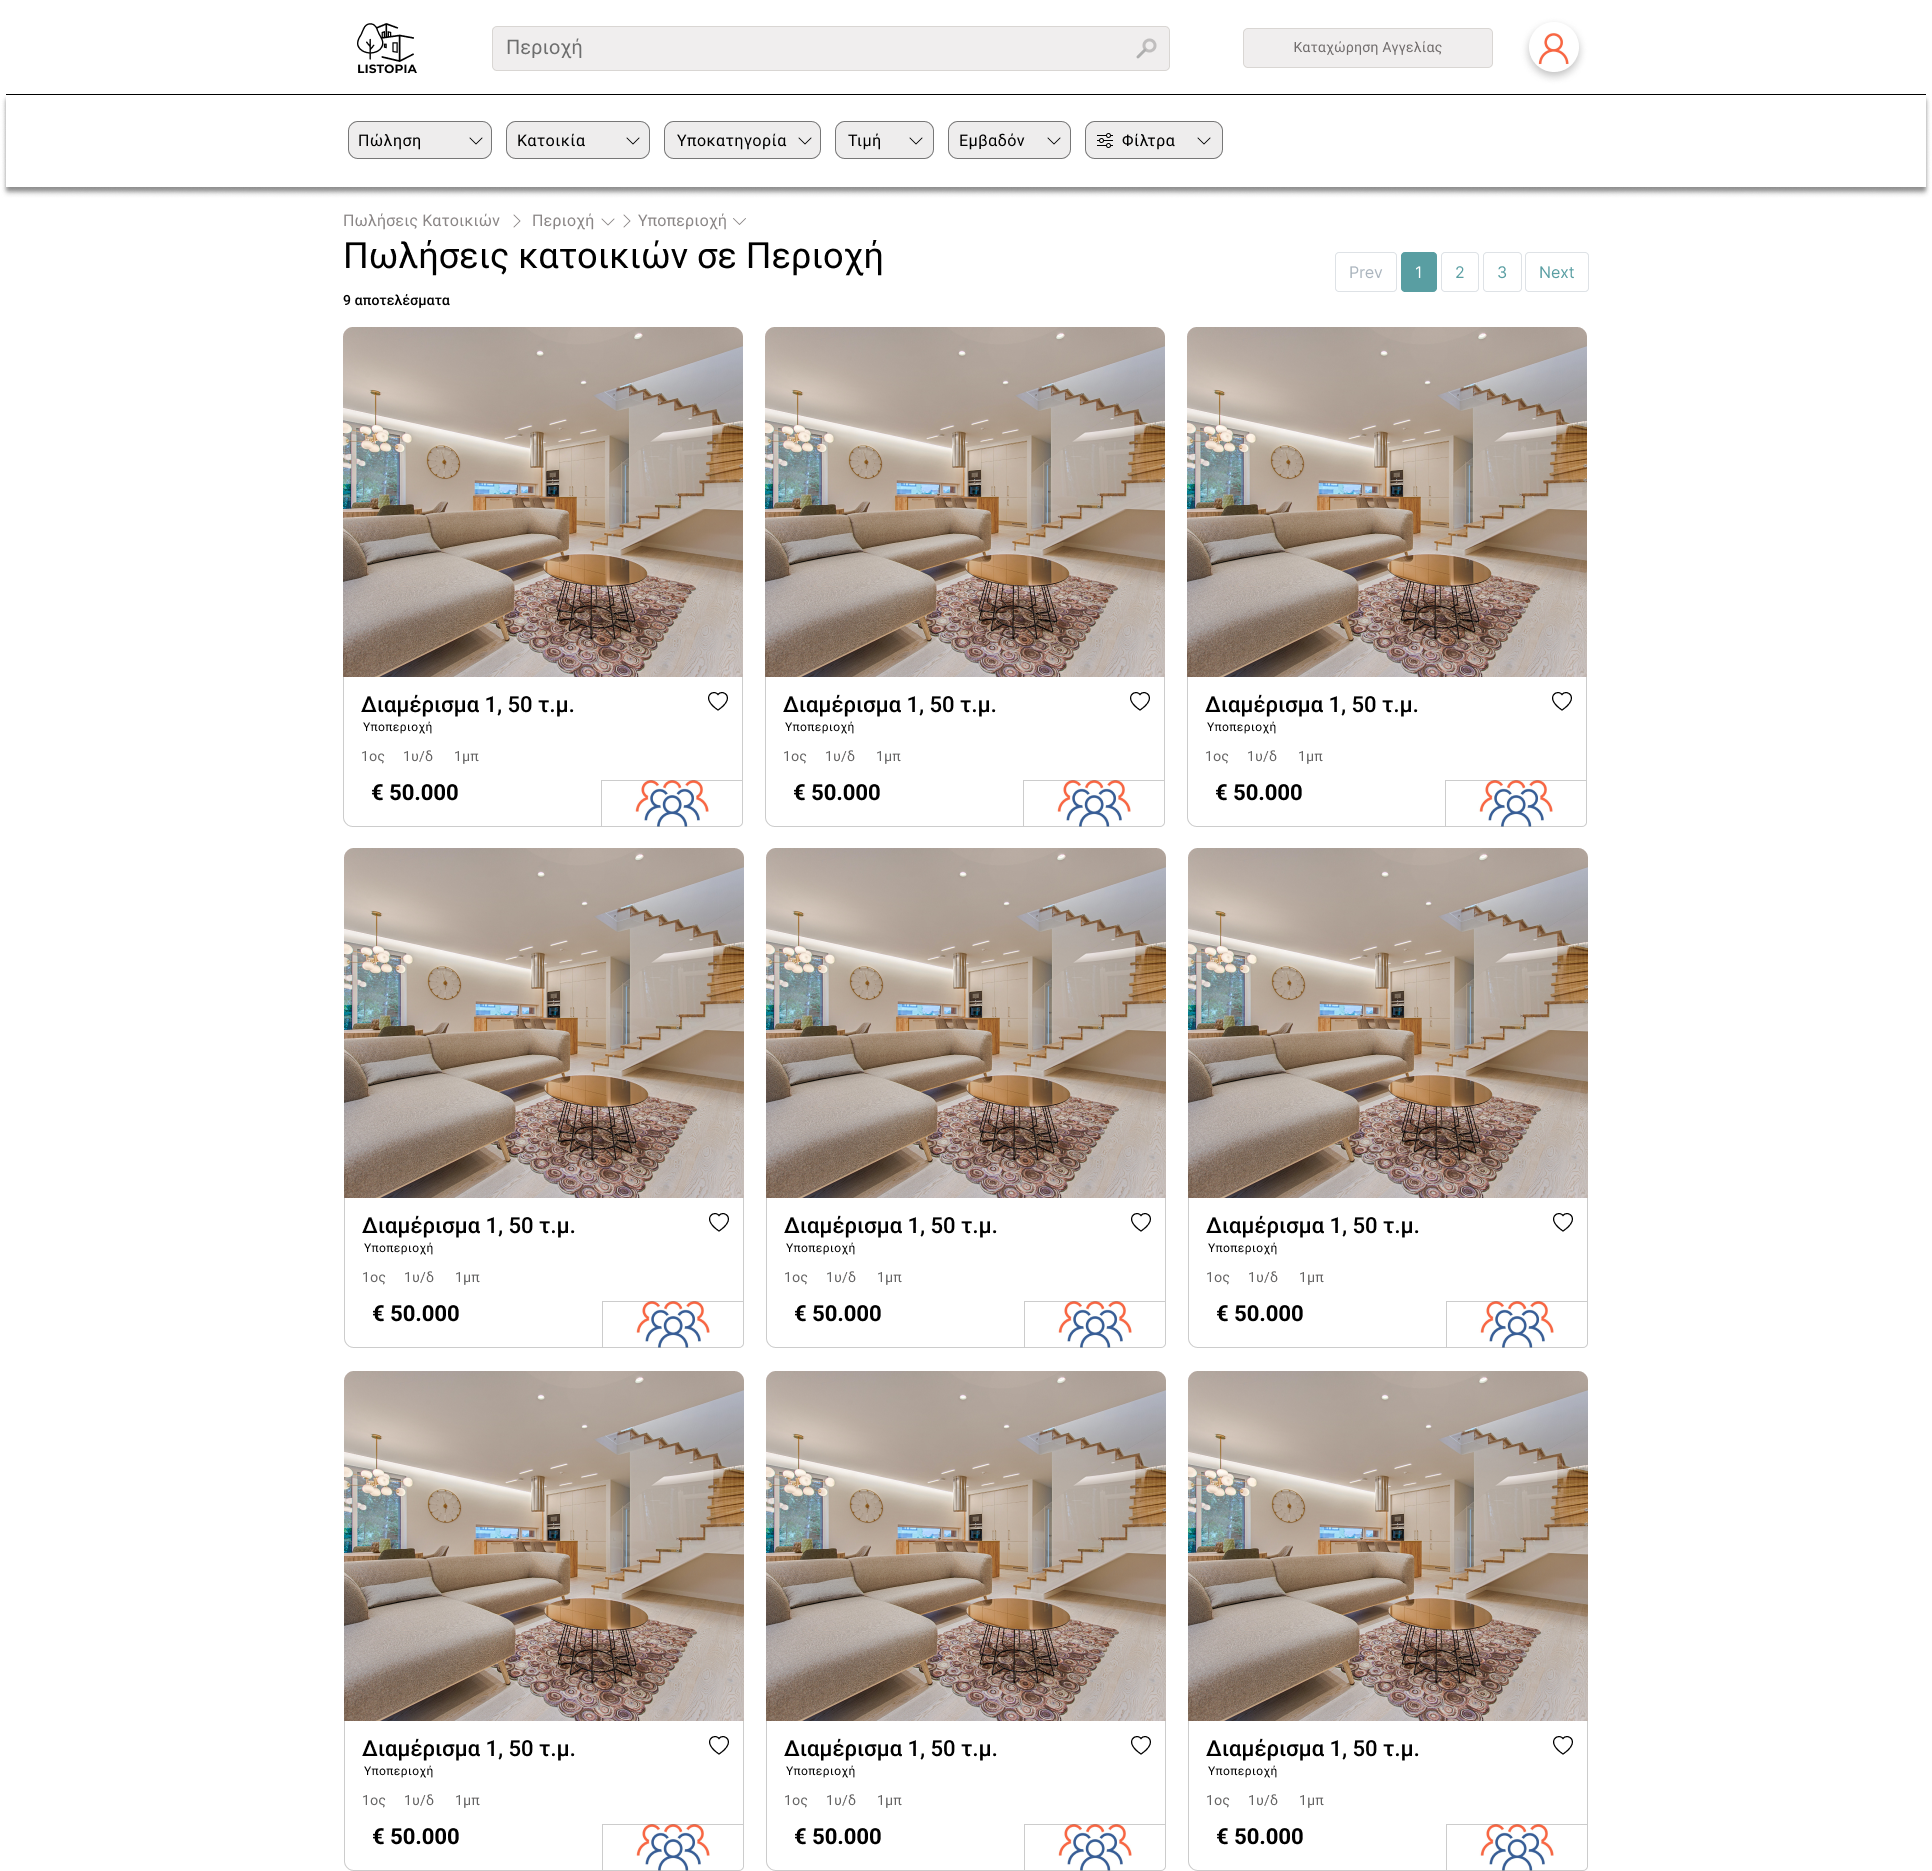 LISTOPIA
Περιοχή
Καταχώρηση Αγγελίας
Πώληση
Κατοικία
Υποκατηγορία
Τιμή
Εμβαδόν
Φίλτρα
Πωλήσεις Κατοικιών
Περιοχή
Υποπεριοχή
Πωλήσεις κατοικιών σε Περιοχή
9 αποτελέσματα
Prev 1 2 3 Next
Διαμέρισμα 1, 50 τ.μ.
Υποπεριοχή
1ος 1υ/δ 1μπ
€ 50.000
Διαμέρισμα 1, 50 τ.μ.
Υποπεριοχή
1ος 1υ/δ 1μπ
€ 50.000
Διαμέρισμα 1, 50 τ.μ.
Υποπεριοχή
1ος 1υ/δ 1μπ
€ 50.000
Διαμέρισμα 1, 50 τ.μ.
Υποπεριοχή
1ος 1υ/δ 1μπ
€ 50.000
Διαμέρισμα 1, 50 τ.μ.
Υποπεριοχή
1ος 1υ/δ 1μπ
€ 50.000
Διαμέρισμα 1, 50 τ.μ.
Υποπεριοχή
1ος 1υ/δ 1μπ
€ 50.000
Διαμέρισμα 1, 50 τ.μ.
Υποπεριοχή
1ος 1υ/δ 1μπ
€ 50.000
Διαμέρισμα 1, 50 τ.μ.
Υποπεριοχή
1ος 1υ/δ 1μπ
€ 50.000
Διαμέρισμα 1, 50 τ.μ.
Υποπεριοχή
1ος 1υ/δ 1μπ
€ 50.000